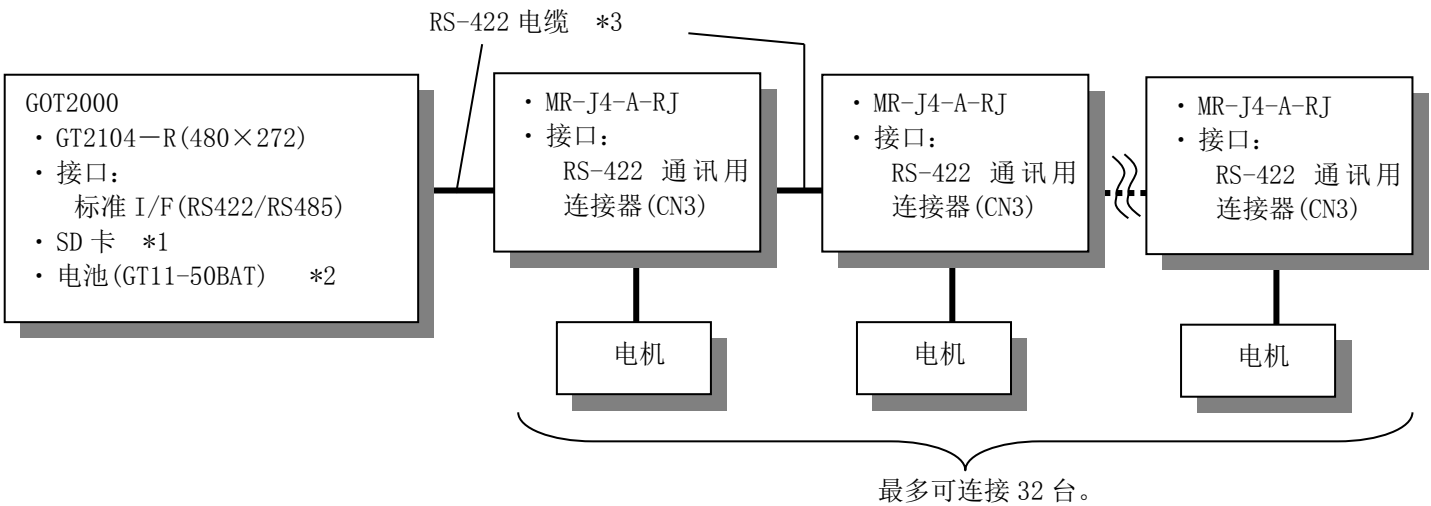 RS-422 电缆 *3
GOT2000
・GT2104－R(480×272)
・接口：
标准 I/F(RS422/RS485)
・SD 卡 *1
・电池(GT11-50BAT) *2
・MR-J4-A-RJ
・接口：
RS-422 通讯用
连接器(CN3)
・MR-J4-A-RJ
・接口：
RS-422 通讯用
连接器(CN3)
・MR-J4-A-RJ
・接口：
RS-422 通讯用
连接器(CN3)
电机
电机
电机
最多可连接 32 台。